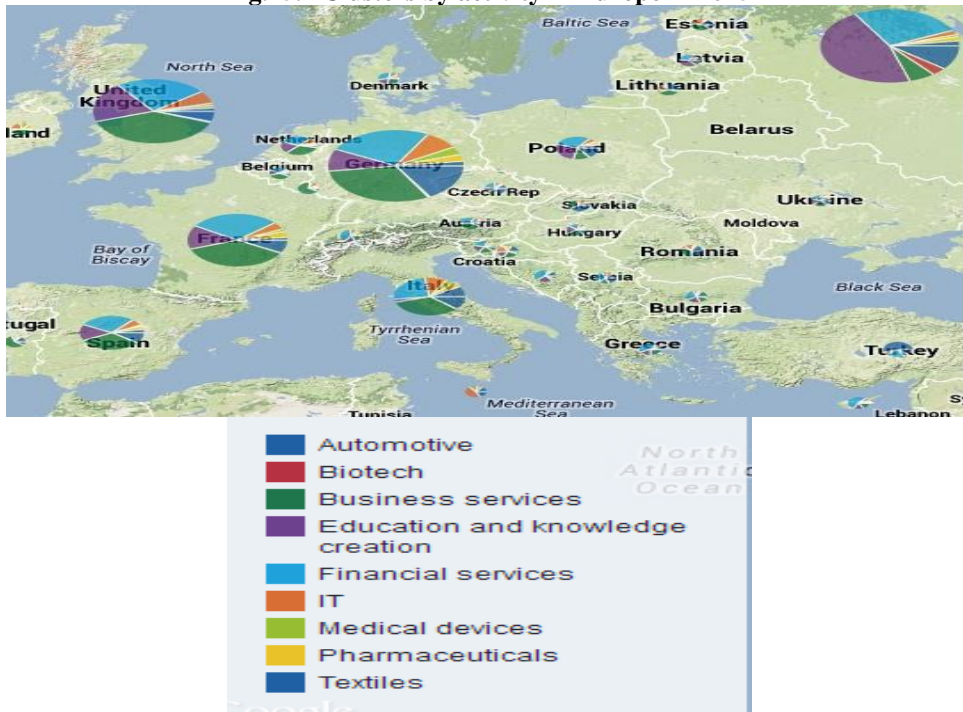 Baltic Sea
Estonia
North Sea
Latvia
United
Kingdom
Denmark
Lithuania
land
Belarus
Netherlands
Poland
Belgium
Germany
Czech Rep
Ukraine
Slovakia
Austria
Moldova
France
Hungary
Bay of
Biscay
Croatia
Romania
Serbia
Italy
Black Sea
Bulgaria
tugal
Tyrrhenian
Sea
Spain
Greece
Turkey
Mediterranean
Sea
Tunisia
Lebanon
Automotive
North
Atlantic
Ocean
Biotech
Business services
Education and knowledge
creation
Financial services
IT
Medical devices
Pharmaceuticals
Textiles